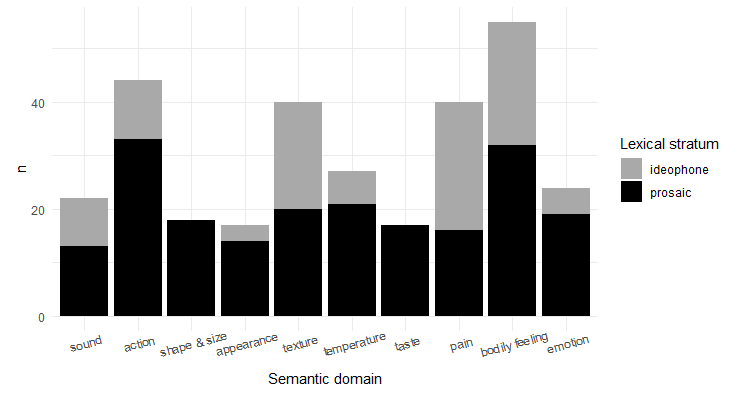 n
40
20
0
sound
action
shape & size
appearance
texture
temperature
taste
pain
bodily feeling
emotion
Semantic domain
Lexical stratum
ideophone
prosaic